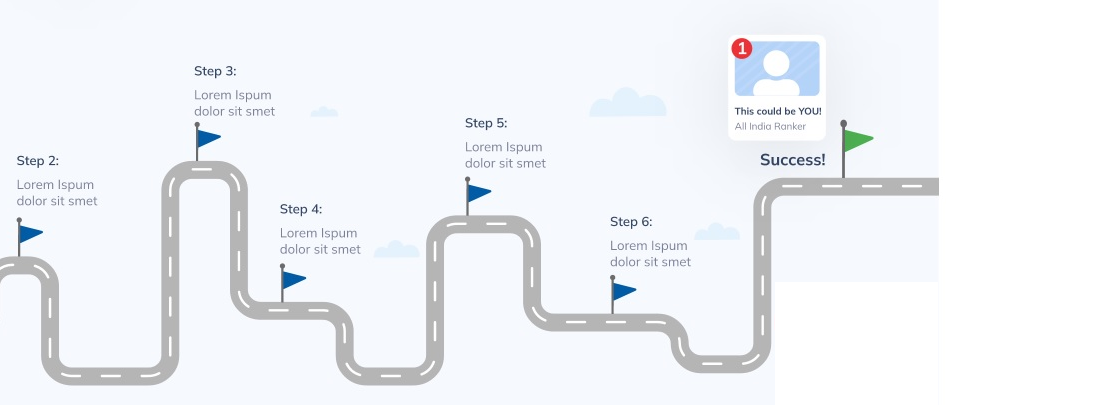 Step 2:
Lorem Ispum
dolor sit smet
Step 3:
Lorem Ispum
dolor sit smet
Step 4:
Lorem Ispum
dolor sit smet
Step 5:
Lorem Ispum
dolor sit smet
Step 6:
Lorem Ispum
dolor sit smet
1
This could be YOU!
All India Ranker
Success!